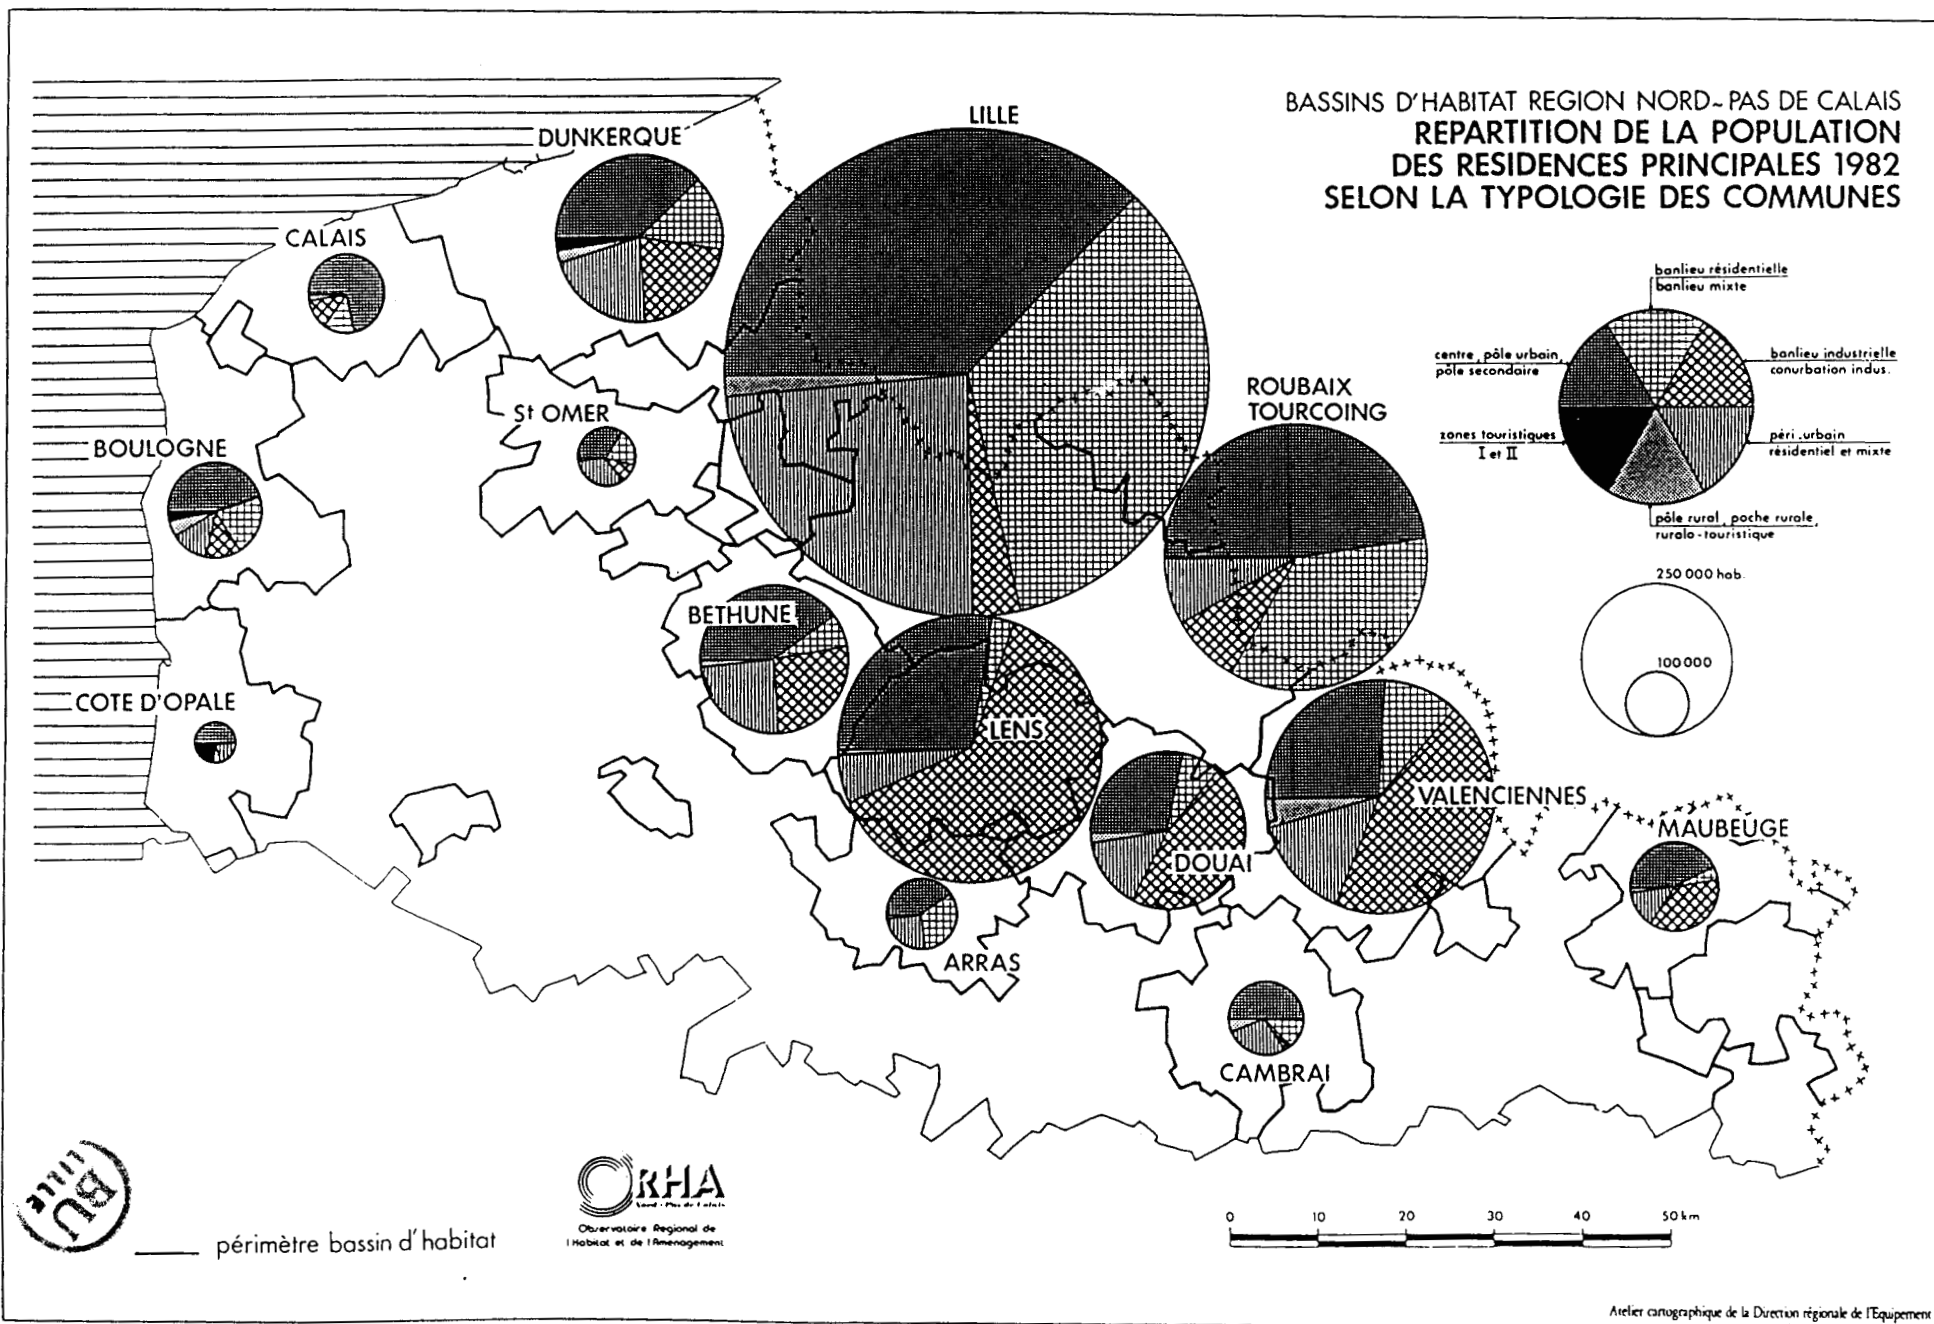 BASSINS D'HABITAT REGION NORD~PAS DE CALAIS
REPARTITION DE LA POPULATION
DES RESIDENCES PRINCIPALES 1982
SELON LA TYPOLOGIE DES COMMUNES
LILLE
DUNKERQUE
CALAIS
St OMER
BOULOGNE
ROUBAIX
TOURCOING
BETHUNE
COTE D'OPALE
LENS
VALENCIENNES
DOUAI
MAUBEUGE
ARRAS
CAMBRAI
banlieu résidentielle
banlieu mixte
centre, pôle urbain
pôle secondaire
banlieu industrielle
conurbation indus.
zones touristiques
I et II
péri.urbain
résidentiel et mixte
pôle rural, poche rurale,
ruralo-touristique
250 000 hab.
100 000
BU
LILLE
périmètre bassin d'habitat
ORHA
Nord - Pas de Calais
Observatoire Regional de
l'Habitat et de l'Amenagement
0 10 20 30 40 50 km
Atelier cartographique de la Direction régionale de l'Equipement